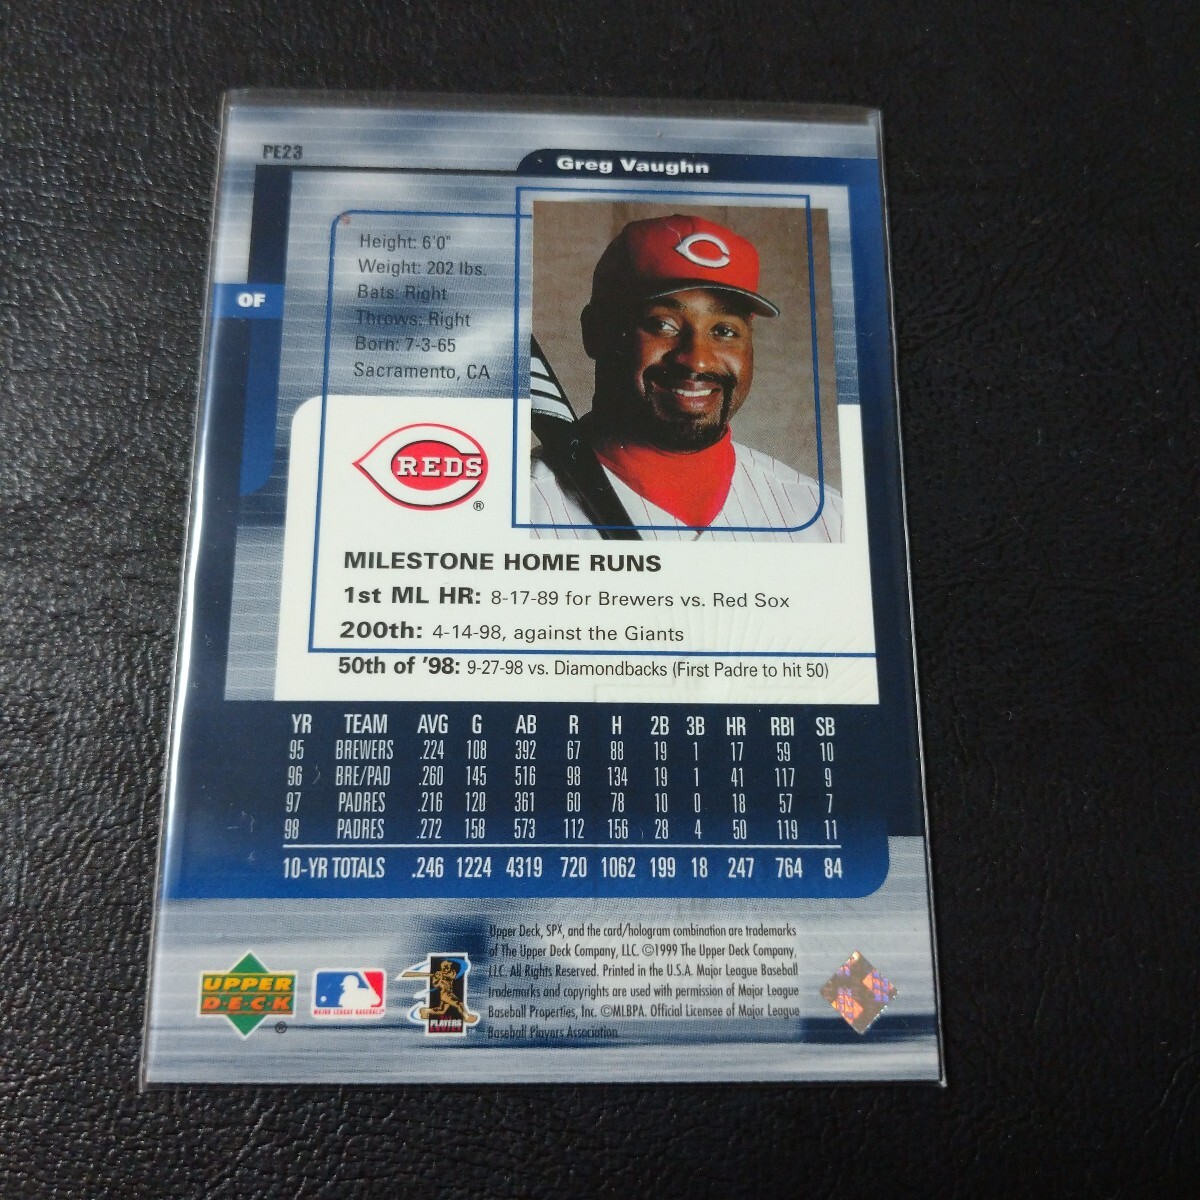 PE23
Greg Vaughn
Height: 6'0"
Weight: 202 lbs.
Bats: Right
OF
Throws: Right
Born: 7-3-65
Sacramento, CA
REDS
®
MILESTONE HOME RUNS
1st ML HR: 8-17-89 for Brewers vs. Red Sox
200th: 4-14-98, against the Giants
50th of '98: 9-27-98 vs. Diamondbacks (First Padre to hit 50)
YR TEAM AVG G AB R H 2B 3B HR RBI SB
95 BREWERS .224 108 392 67 88 19 1 17 59 10
96 BRE/PAD .260 145 516 98 134 19 1 41 117 9
97 PADRES .216 120 361 60 78 10 0 18 57 7
98 PADRES .272 158 573 112 156 28 4 50 119 11
10-YR TOTALS .246 1224 4319 720 1062 199 18 247 764 84
Upper Deck, SPX, and the card/hologram combination are trademarks
of The Upper Deck Company, LLC. ©1999 The Upper Deck Company,
LLC. All Rights Reserved. Printed in the U.S.A. Major League Baseball
trademarks and copyrights are used with permission of Major League
Baseball Properties, Inc. ©MLBPA. Official Licensee of Major League
Baseball Players Association.
UPPER
DECK
®
MAJOR LEAGUE BASEBALL
PLAYERS